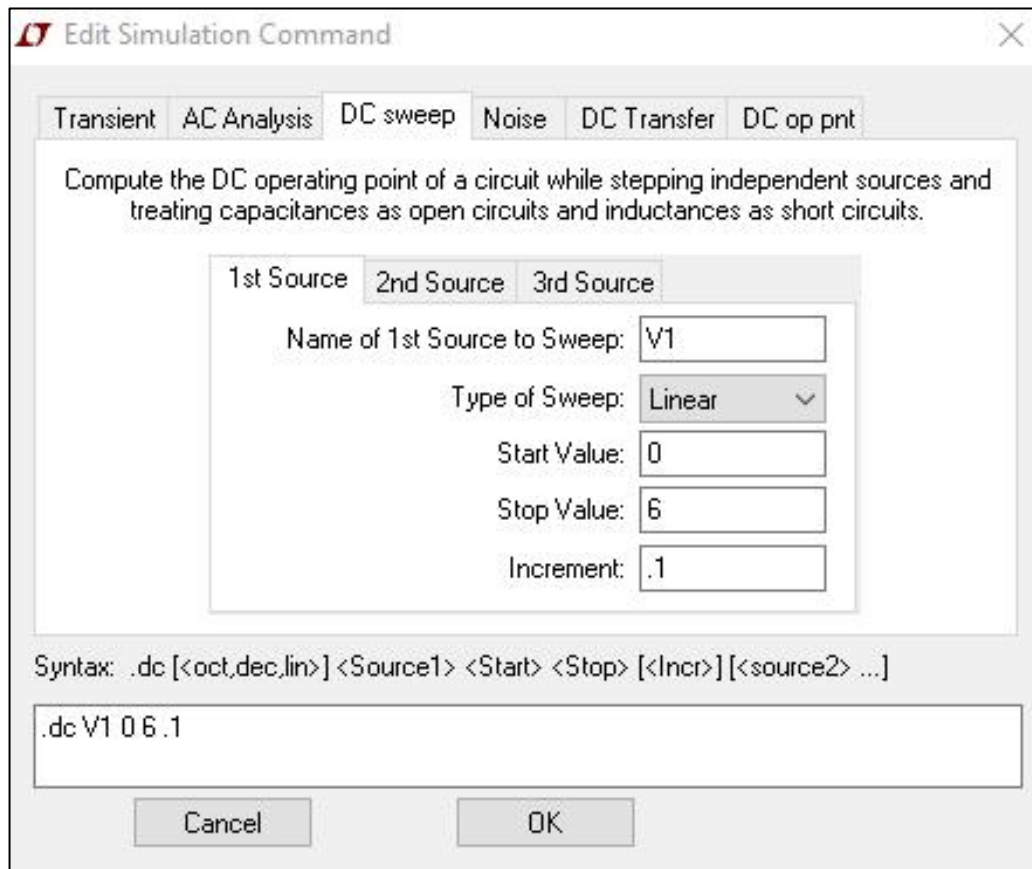 Edit Simulation Command
Transient AC Analysis DC sweep Noise DC Transfer DC op pnt
Compute the DC operating point of a circuit while stepping independent sources and
treating capacitances as open circuits and inductances as short circuits.
1st Source 2nd Source 3rd Source
Name of 1st Source to Sweep: V1
Type of Sweep: Linear
Start Value: 0
Stop Value: 6
Increment: .1
Syntax: .dc [<oct,dec,lin>] <Source1> <Start> <Stop> [<Incr>] [<source2> ...]
.dc V1 0 6 .1
Cancel OK